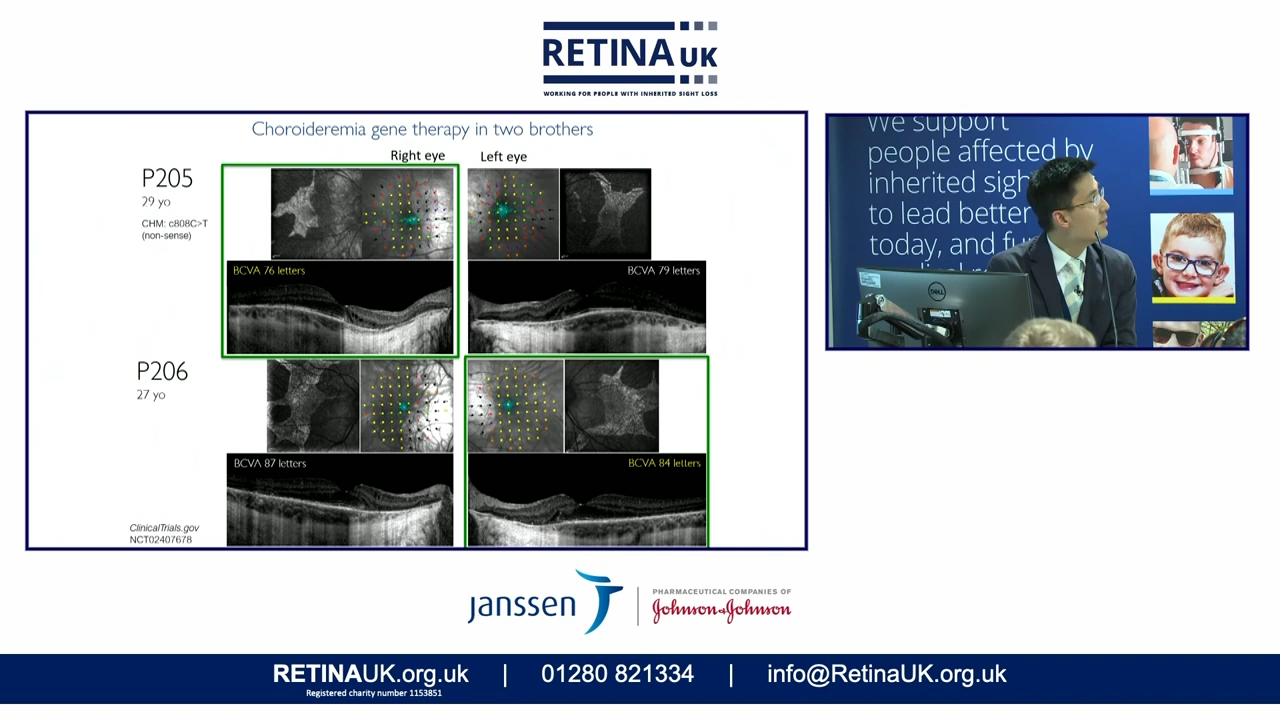 RETINA UK
WORKING FOR PEOPLE WITH INHERITED SIGHT LOSS
Choroideremia gene therapy in two brothers
Right eye
Left eye
P205
29 yo
CHM: c808C>T
(non-sense)
BCVA 76 letters
BCVA 79 letters
P206
27 yo
BCVA 87 letters
BCVA 84 letters
ClinicalTrials.gov
NCT02407678
We support
people affected by
inherited sigh
to lead better
today, and fu
DELL
janssen
PHARMACEUTICAL COMPANIES OF
Johnson & Johnson
RETINAUK.org.uk | 01280 821334 | info@RetinaUK.org.uk
Registered charity number 1153851